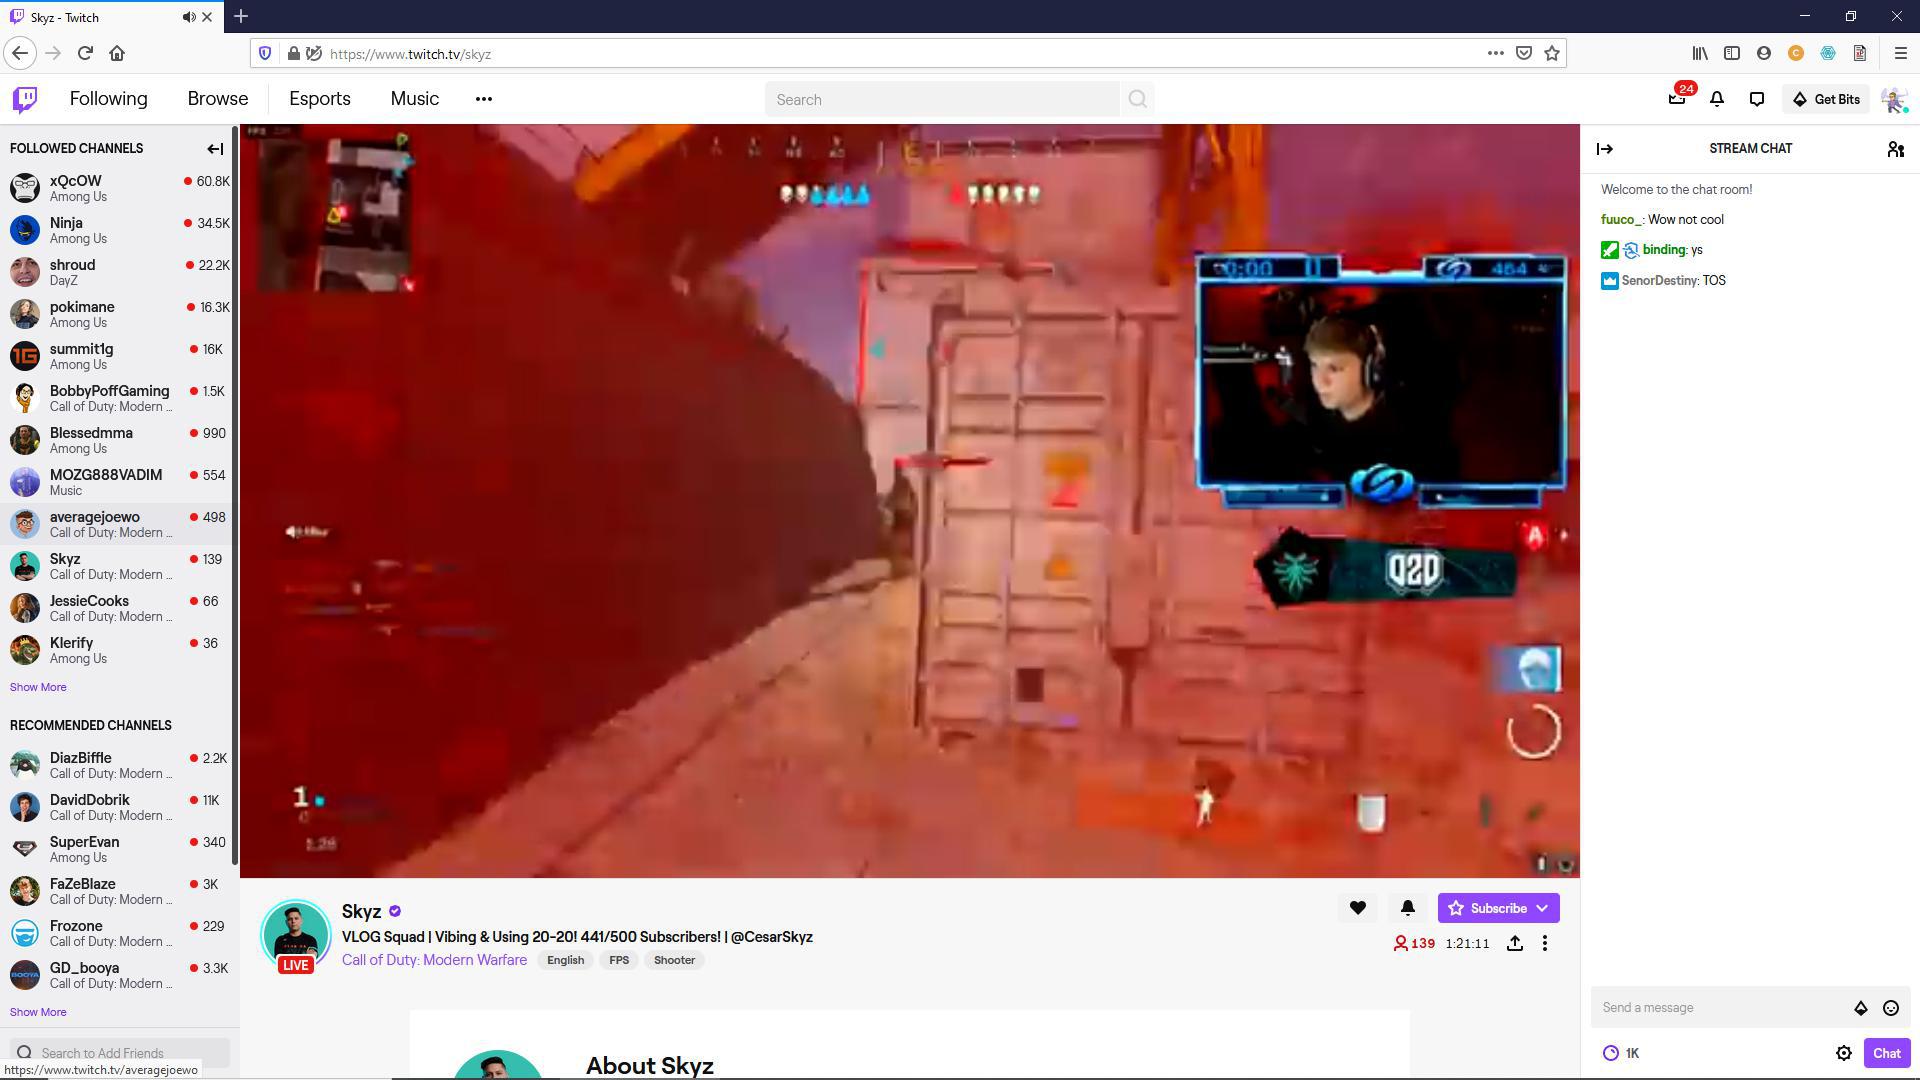 Skyz - Twitch
https://www.twitch.tv/skyz
Following
Browse
Esports
Music
Search
24
Get Bits
FOLLOWED CHANNELS
xQcOW
60.8K
Among Us
Ninja
34.5K
Among Us
shroud
22.2K
DayZ
pokimane
16.3K
Among Us
summit1g
16K
Among Us
BobbyPoffGaming
1.5K
Call of Duty: Modern ...
Blessedmma
990
Among Us
MOZG888VADIM
554
Music
averagejoewo
498
Call of Duty: Modern ...
Skyz
139
Call of Duty: Modern ...
JessieCooks
66
Call of Duty: Modern ...
Klerify
36
Among Us
Show More
RECOMMENDED CHANNELS
DiazBiffle
2.2K
Call of Duty: Modern ...
DavidDobrik
11K
Call of Duty: Modern ...
SuperEvan
340
Among Us
FaZeBlaze
3K
Call of Duty: Modern ...
Frozone
229
Call of Duty: Modern ...
GD_booya
3.3K
Call of Duty: Modern ...
Show More
Search to Add Friends
https://www.twitch.tv/averagejoewo
0:00
464
A
1
LIVE
Skyz
VLOG Squad | Vibing & Using 20-20! 441/500 Subscribers! | @CesarSkyz
Call of Duty: Modern Warfare
English
FPS
Shooter
Subscribe
139
1:21:11
About Skyz
STREAM CHAT
Welcome to the chat room!
fuuco_: Wow not cool
binding: ys
SenorDestiny: TOS
Send a message
1K
Chat